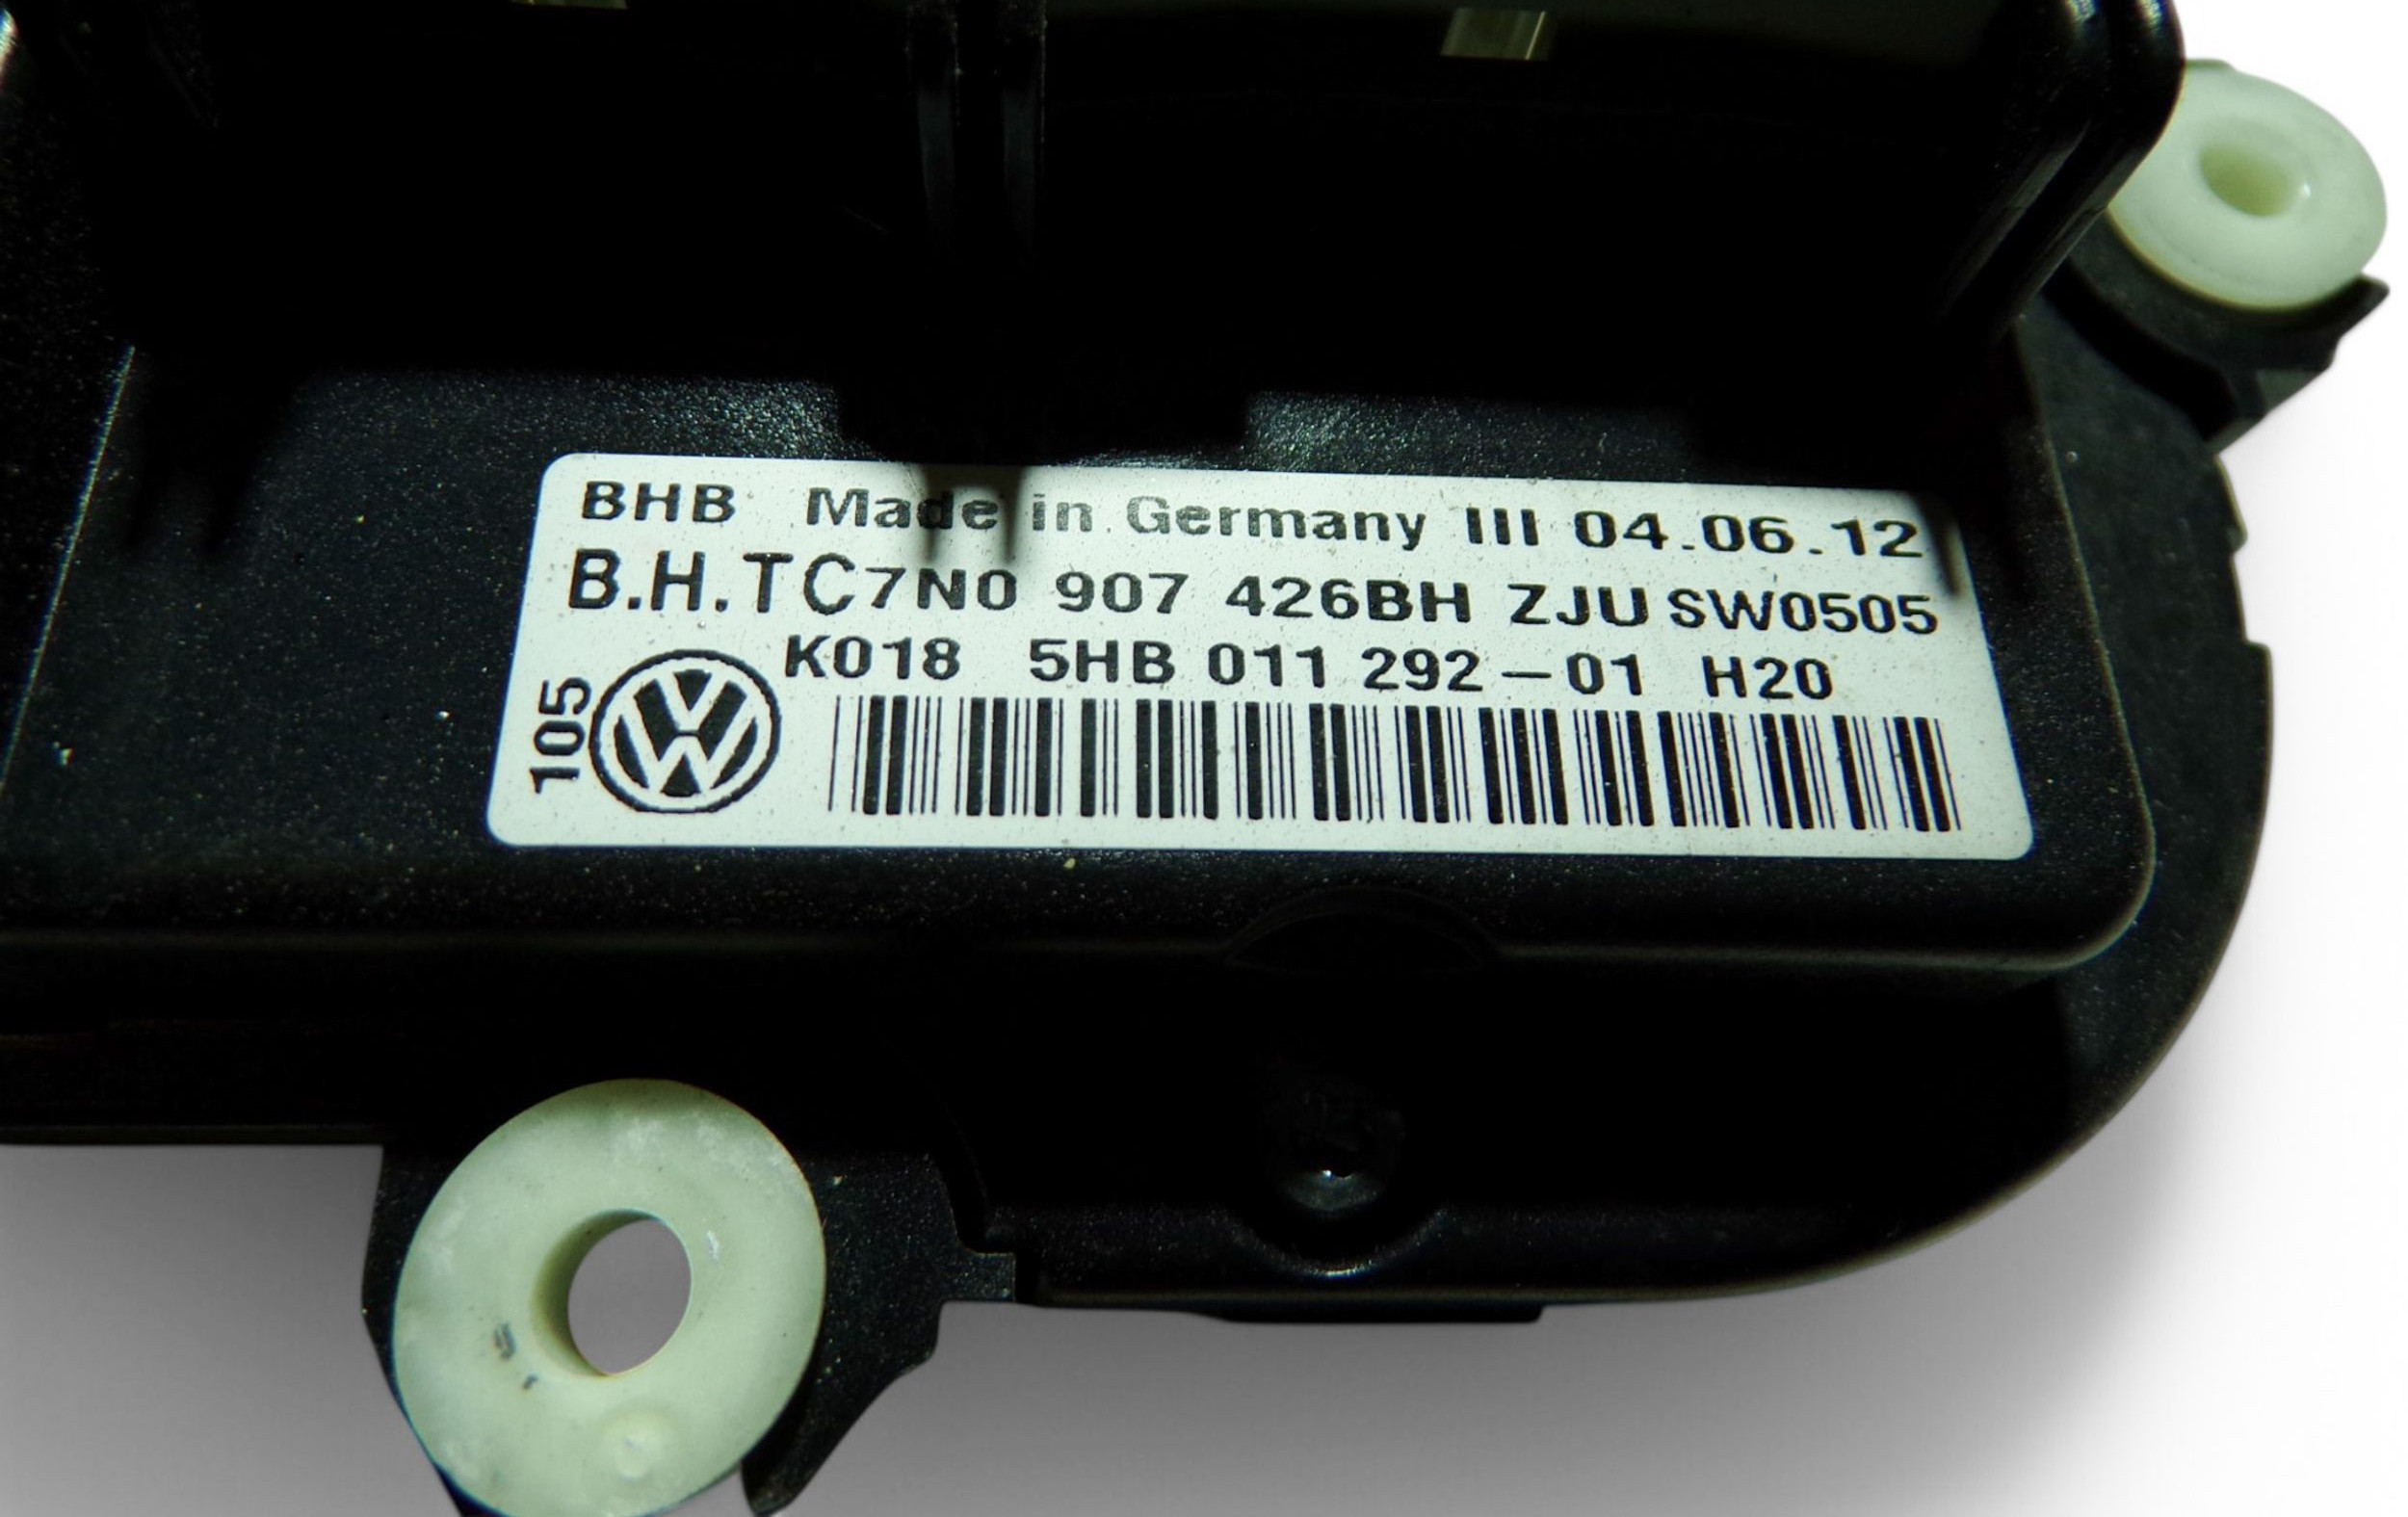 BHB Made in Germany III 04.06.12
B.H.TC7N0 907 426BH ZJU SW0505
K018 5HB 011 292-01 H20
105